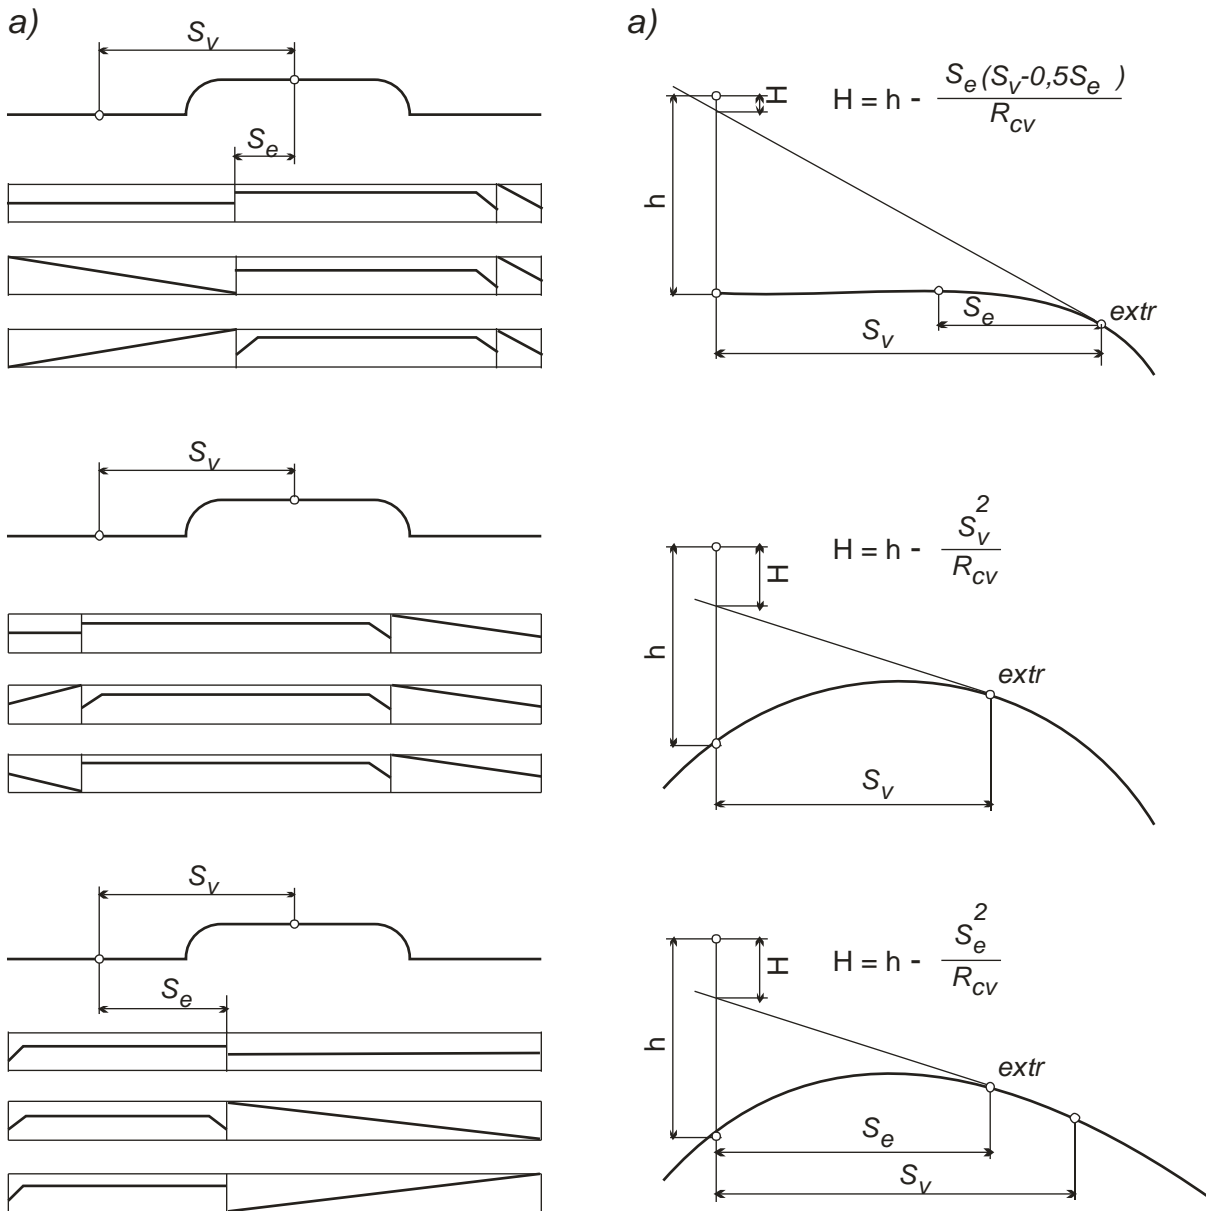 a)
S_v
S_e
S_v
S_v
S_e
a)
H
H = h - S_e(S_v-0,5S_e) / R_cv
h
S_e
extr
S_v
H
H = h - S_v^2 / R_cv
h
extr
S_v
H
H = h - S_e^2 / R_cv
h
extr
S_e
S_v